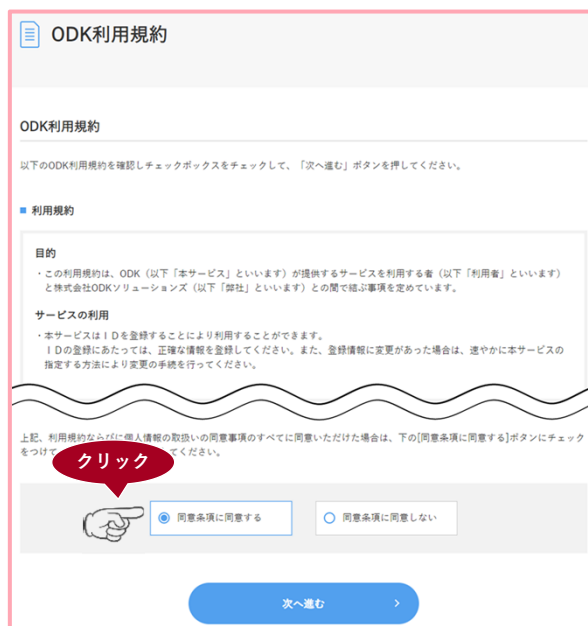 ODK利用規約
ODK利用規約
以下のODK利用規約を確認しチェックボックスをチェックして、「次へ進む」ボタンを押してください。
利用規約
目的
・この利用規約は、ODK（以下「本サービス」といいます）が提供するサービスを利用する者（以下「利用者」といいます）
と株式会社ODKソリューションズ（以下「弊社」といいます）との間で結ぶ事項を定めています。
サービスの利用
・本サービスはＩＤを登録することにより利用することができます。
ＩＤの登録にあたっては、正確な情報を登録してください。また、登録情報に変更があった場合は、速やかに本サービスの
指定する方法により変更の手続を行ってください。
上記、利用規約ならびに個人情報の取扱いの同意事項のすべてに同意いただけた場合は、下の[同意条項に同意する]ボタンにチェック
をつけて てください。
クリック
同意条項に同意する
同意条項に同意しない
次へ進む